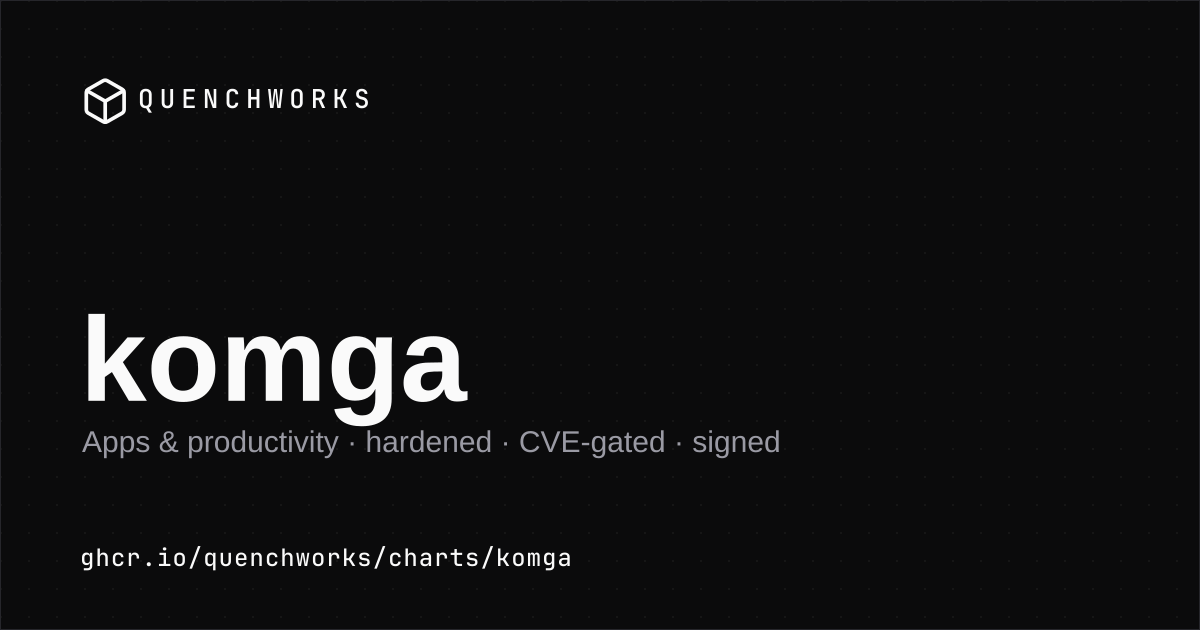 QUENCHWORKS
komga
Apps & productivity · hardened · CVE-gated · signed
ghcr.io/quenchworks/charts/komga